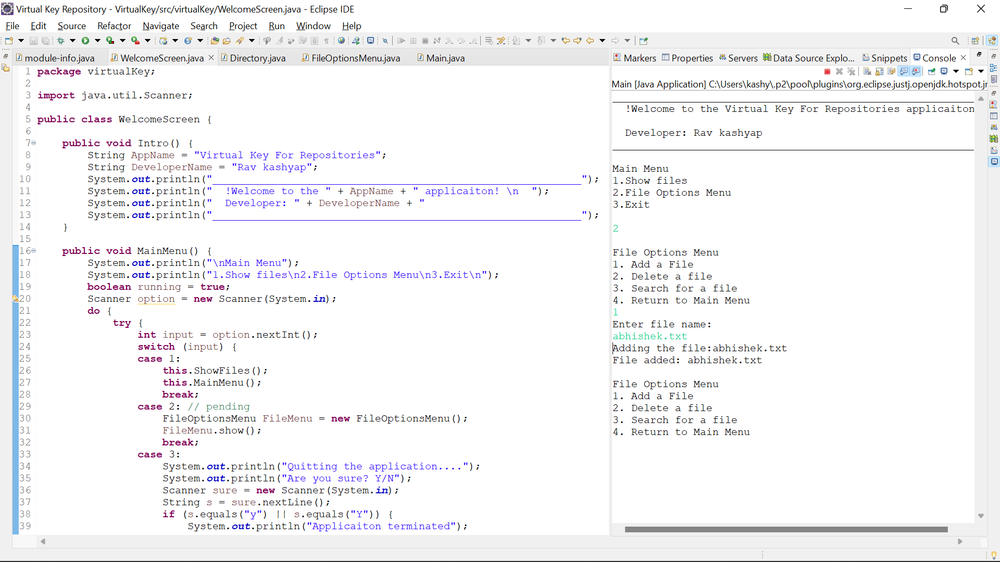 Virtual Key Repository - VirtualKey/src/virtualKey/WelcomeScreen.java - Eclipse IDE
File Edit Source Refactor Navigate Search Project Run Window Help
module-info.java WelcomeScreen.java Directory.java FileOptionsMenu.java Main.java
1 package virtualKey;
2
3 import java.util.Scanner;
4
5 public class WelcomeScreen {
6
7 public void Intro() {
8 String AppName = "Virtual Key For Repositories";
9 String DeveloperName = "Rav kashyap";
10 System.out.println("___________________________________________________________");
11 System.out.println("  !Welcome to the " + AppName + " applicaiton! \n  ");
12 System.out.println("  Developer: " + DeveloperName + "
13 System.out.println("___________________________________________________________");
14 }
15
16 public void MainMenu() {
17 System.out.println("\nMain Menu");
18 System.out.println("1.Show files\n2.File Options Menu\n3.Exit\n");
19 boolean running = true;
20 Scanner option = new Scanner(System.in);
21 do {
22 try {
23 int input = option.nextInt();
24 switch (input) {
25 case 1:
26 this.ShowFiles();
27 this.MainMenu();
28 break;
29 case 2: // pending
30 FileOptionsMenu FileMenu = new FileOptionsMenu();
31 FileMenu.show();
32 break;
33 case 3:
34 System.out.println("Quitting the application....");
35 System.out.println("Are you sure? Y/N");
36 Scanner sure = new Scanner(System.in);
37 String s = sure.nextLine();
38 if (s.equals("y") || s.equals("Y")) {
39 System.out.println("Applicaiton terminated");
Markers Properties Servers Data Source Explo... Snippets Console
Main [Java Application] C:\Users\kashy\.p2\pool\plugins\org.eclipse.justj.openjdk.hotspot.jr
!Welcome to the Virtual Key For Repositories applicaiton
Developer: Rav kashyap
Main Menu
1.Show files
2.File Options Menu
3.Exit
2
File Options Menu
1. Add a File
2. Delete a file
3. Search for a file
4. Return to Main Menu
1
Enter file name:
abhishek.txt
Adding the file:abhishek.txt
File added: abhishek.txt
File Options Menu
1. Add a File
2. Delete a file
3. Search for a file
4. Return to Main Menu